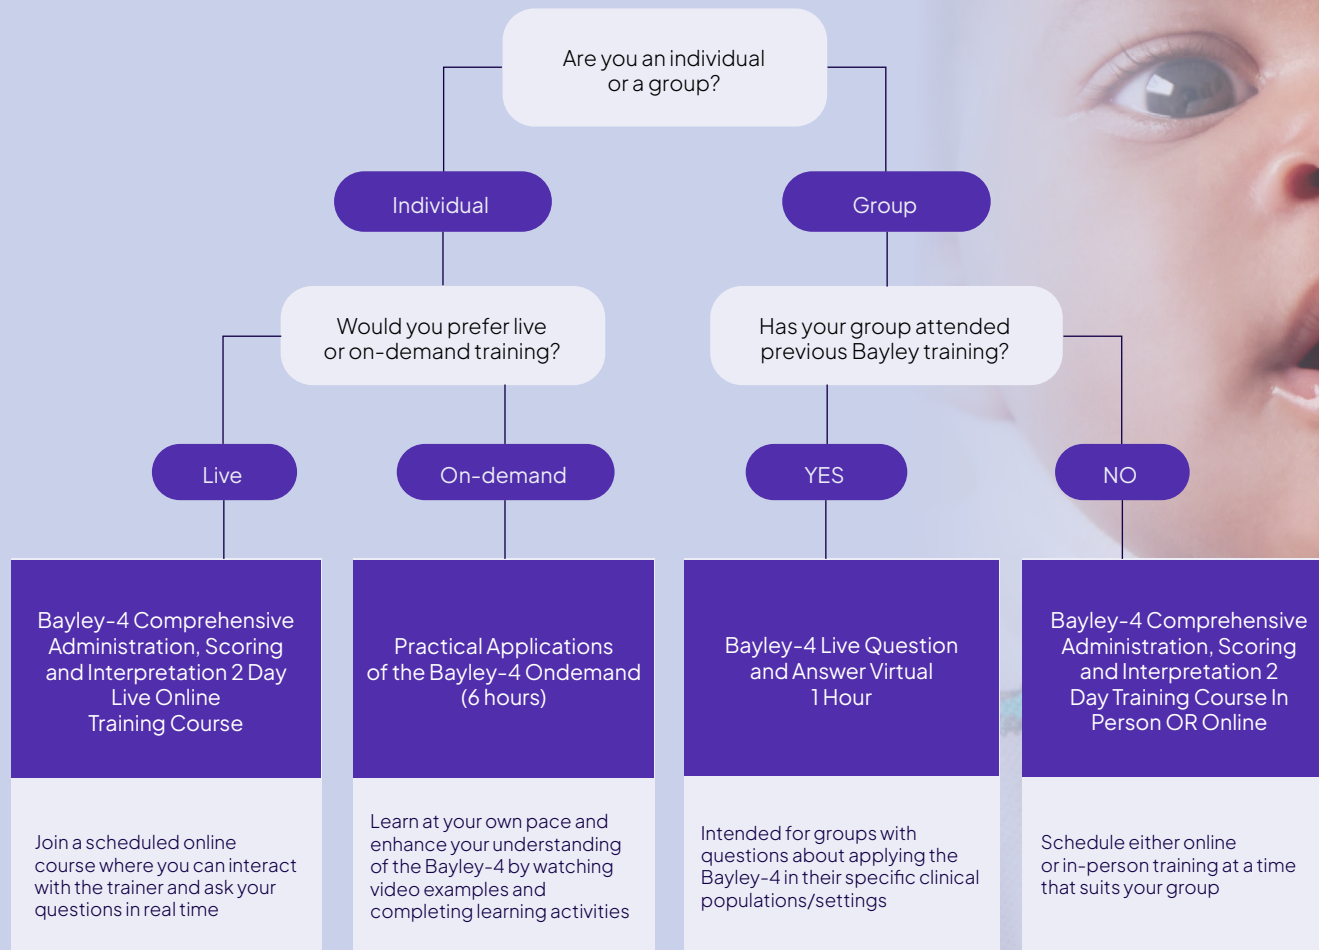 Are you an individual
or a group?
Individual
Group
Would you prefer live
or on-demand training?
Has your group attended
previous Bayley training?
Live
On-demand
YES
NO
Bayley-4 Comprehensive
Administration, Scoring
and Interpretation 2 Day
LIve Online
Training Course
Practical Applications
of the Bayley-4 Ondemand
(6 hours)
Bayley-4 Live Question
and Answer Virtual
1 Hour
Bayley-4 Comprehensive
Administration, Scoring
and Interpretation 2
Day Training Course In
Person OR Online
Join a scheduled online
course where you can interact
with the trainer and ask your
questions in real time
Learn at your own pace and
enhance your understanding
of the Bayley-4 by watching
video examples and
completing learning activities
Intended for groups with
questions about applying the
Bayley-4 in their specific clinical
populations/settings
Schedule either online
or in-person training at a time
that suits your group